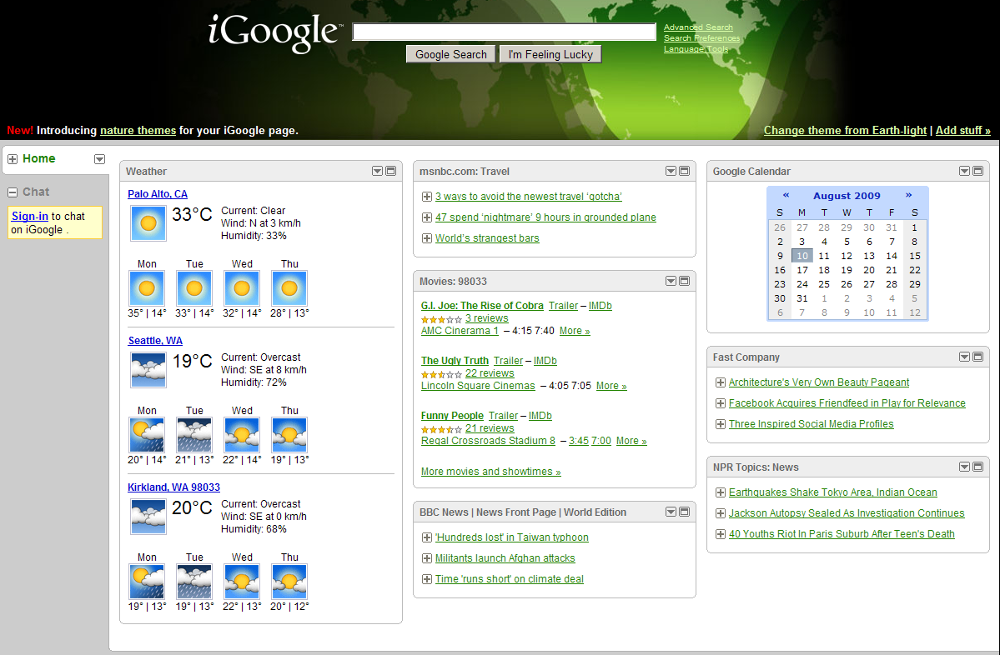 iGoogle™
Advanced Search
Search Preferences
Language Tools
Google Search I'm Feeling Lucky
New! Introducing nature themes for your iGoogle page.
Change theme from Earth-light | Add stuff »
Home
Chat
Sign-in to chat
on iGoogle .
Weather
Palo Alto, CA
33°C
Current: Clear
Wind: N at 3 km/h
Humidity: 33%
Mon Tue Wed Thu
35° | 14° 33° | 14° 32° | 14° 28° | 13°
Seattle, WA
19°C
Current: Overcast
Wind: SE at 8 km/h
Humidity: 72%
Mon Tue Wed Thu
20° | 14° 21° | 13° 22° | 14° 19° | 13°
Kirkland, WA 98033
20°C
Current: Overcast
Wind: SE at 0 km/h
Humidity: 68%
Mon Tue Wed Thu
19° | 13° 19° | 13° 22° | 13° 20° | 12°
msnbc.com: Travel
3 ways to avoid the newest travel ‘gotcha’
47 spend ‘nightmare’ 9 hours in grounded plane
World’s strangest bars
Movies: 98033
G.I. Joe: The Rise of Cobra Trailer – IMDb
3 reviews
AMC Cinerama 1 – 4:15 7:40 More »
The Ugly Truth Trailer – IMDb
22 reviews
Lincoln Square Cinemas – 4:05 7:05 More »
Funny People Trailer – IMDb
21 reviews
Regal Crossroads Stadium 8 – 3:45 7:00 More »
More movies and showtimes »
BBC News | News Front Page | World Edition
'Hundreds lost' in Taiwan typhoon
Militants launch Afghan attacks
Time 'runs short' on climate deal
Google Calendar
« August 2009 »
S M T W T F S
26 27 28 29 30 31 1
2 3 4 5 6 7 8
9 10 11 12 13 14 15
16 17 18 19 20 21 22
23 24 25 26 27 28 29
30 31 1 2 3 4 5
6 7 8 9 10 11 12
Fast Company
Architecture's Very Own Beauty Pageant
Facebook Acquires Friendfeed in Play for Relevance
Three Inspired Social Media Profiles
NPR Topics: News
Earthquakes Shake Tokyo Area, Indian Ocean
Jackson Autopsy Sealed As Investigation Continues
40 Youths Riot In Paris Suburb After Teen's Death